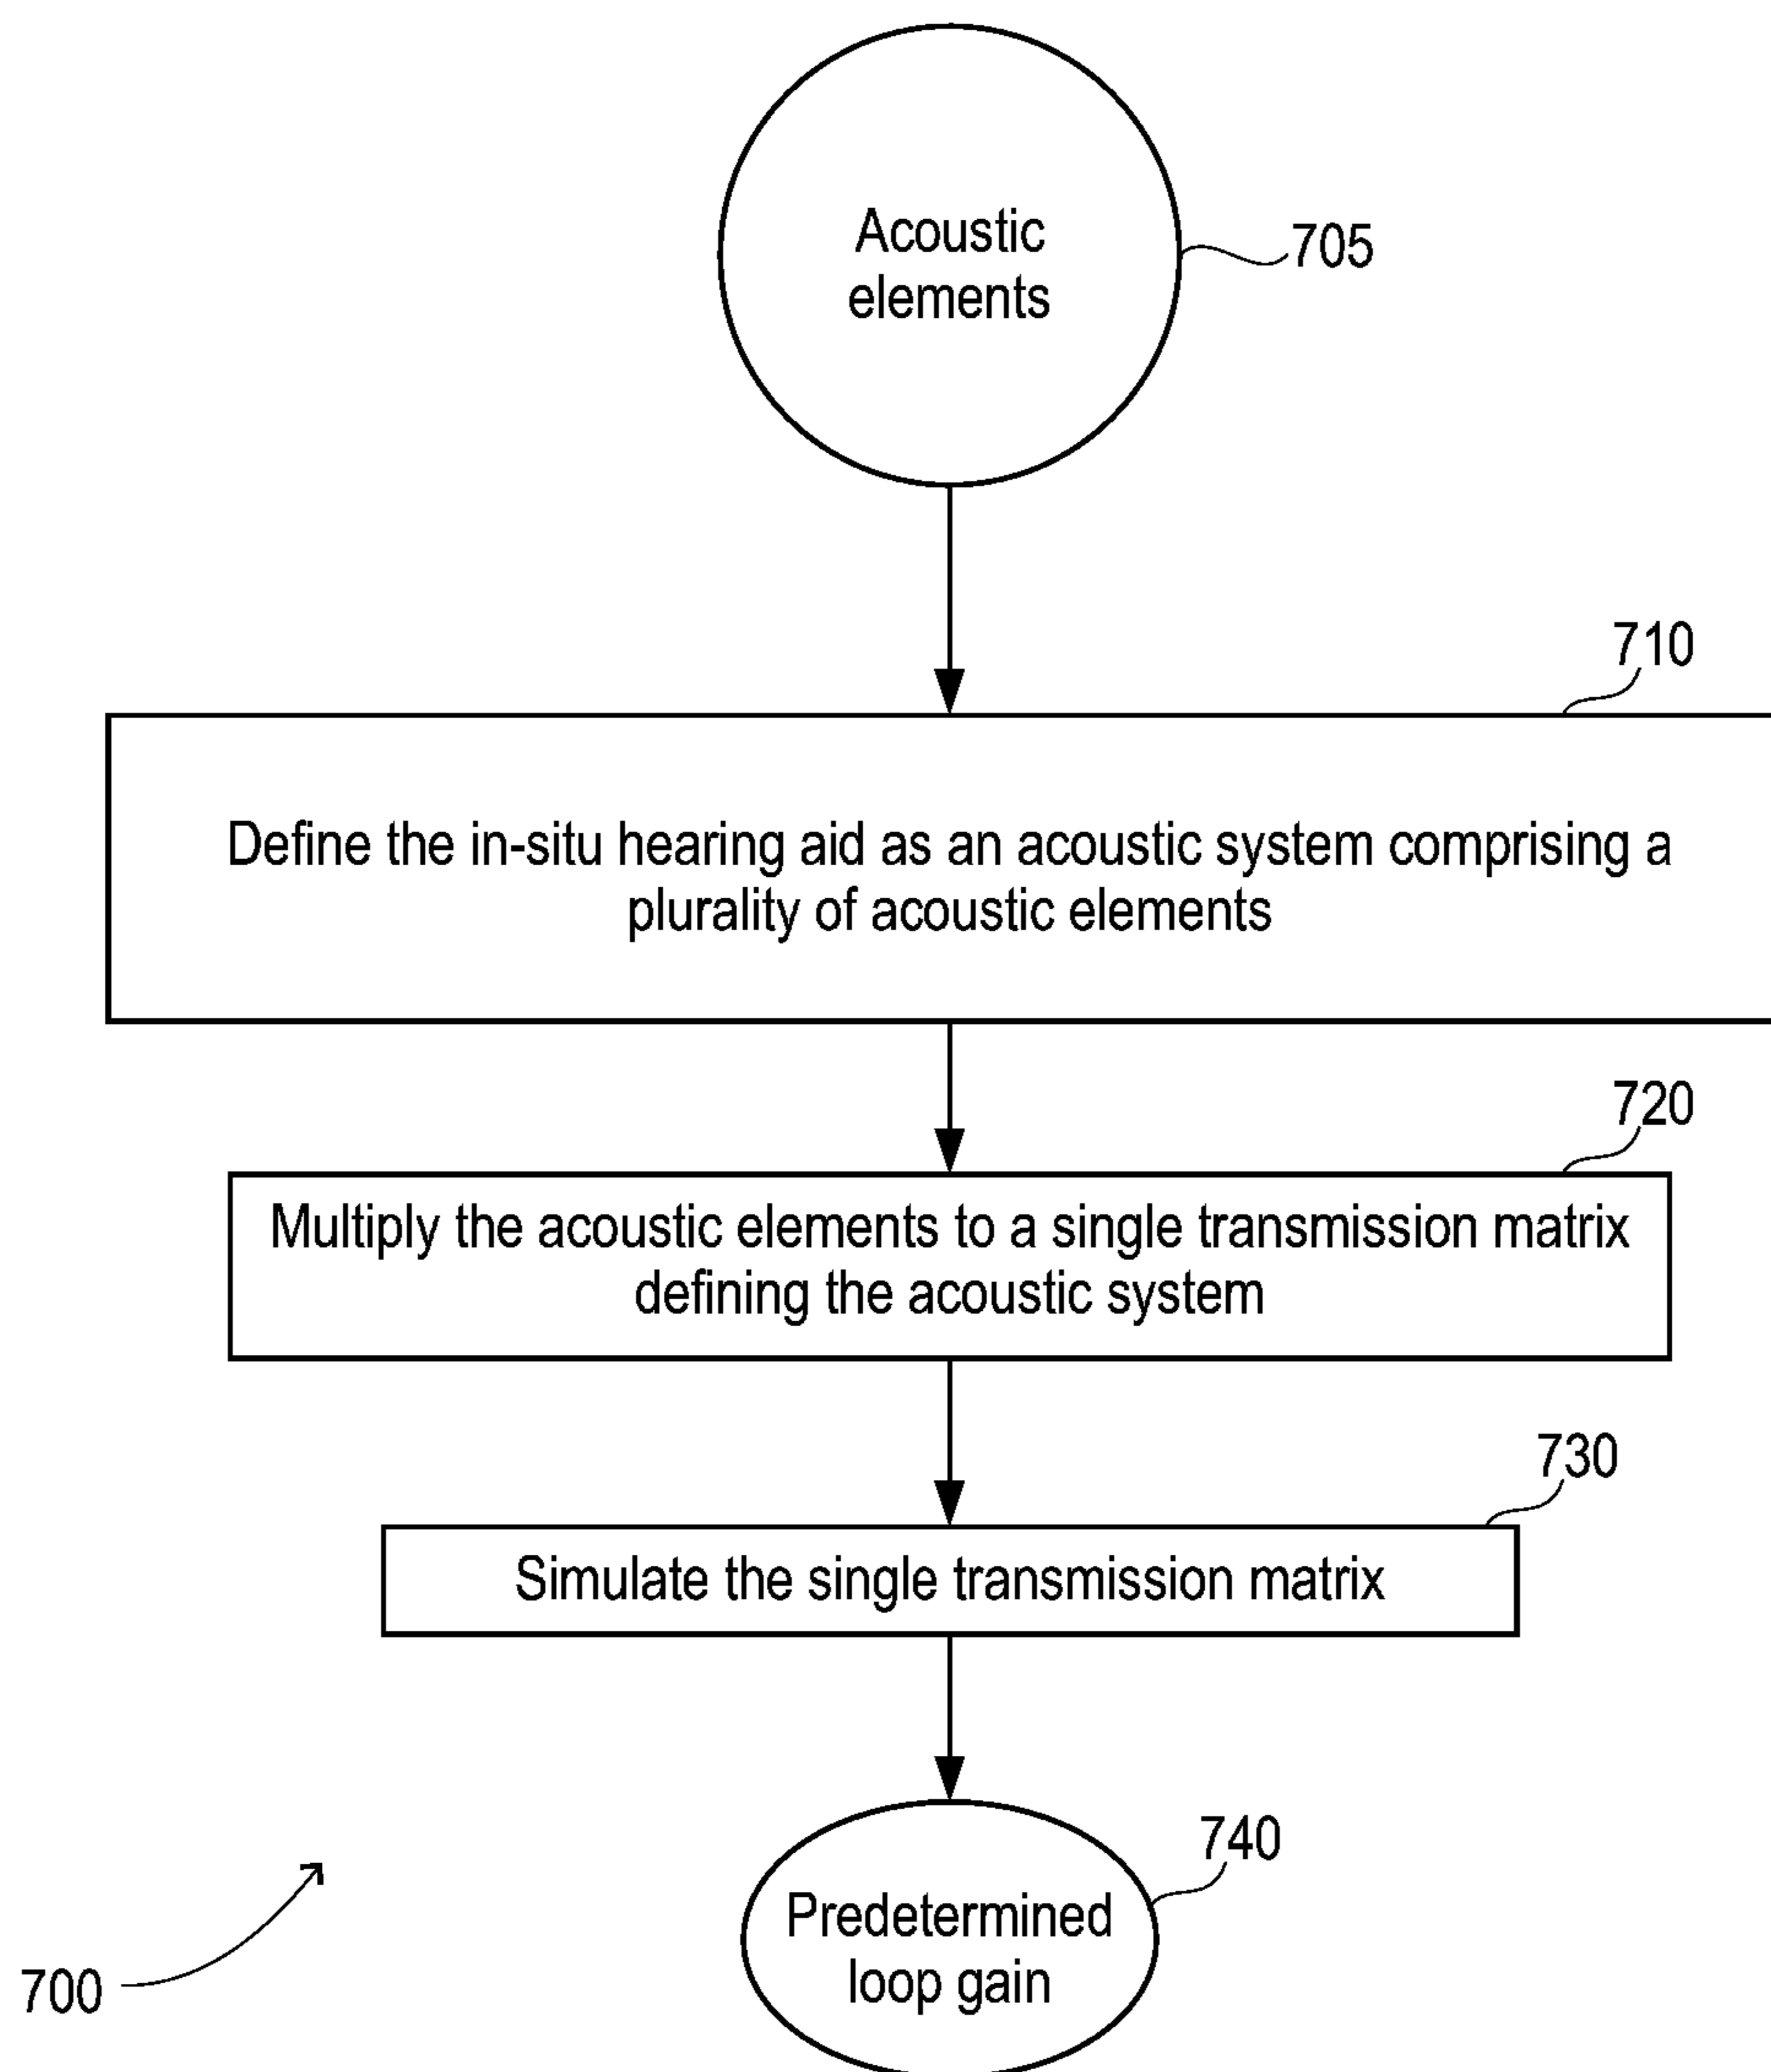 Acoustic
elements
705
710
Define the in-situ hearing aid as an acoustic system comprising a
plurality of acoustic elements
720
Multiply the acoustic elements to a single transmission matrix
defining the acoustic system
730
Simulate the single transmission matrix
740
Predetermined
loop gain
700